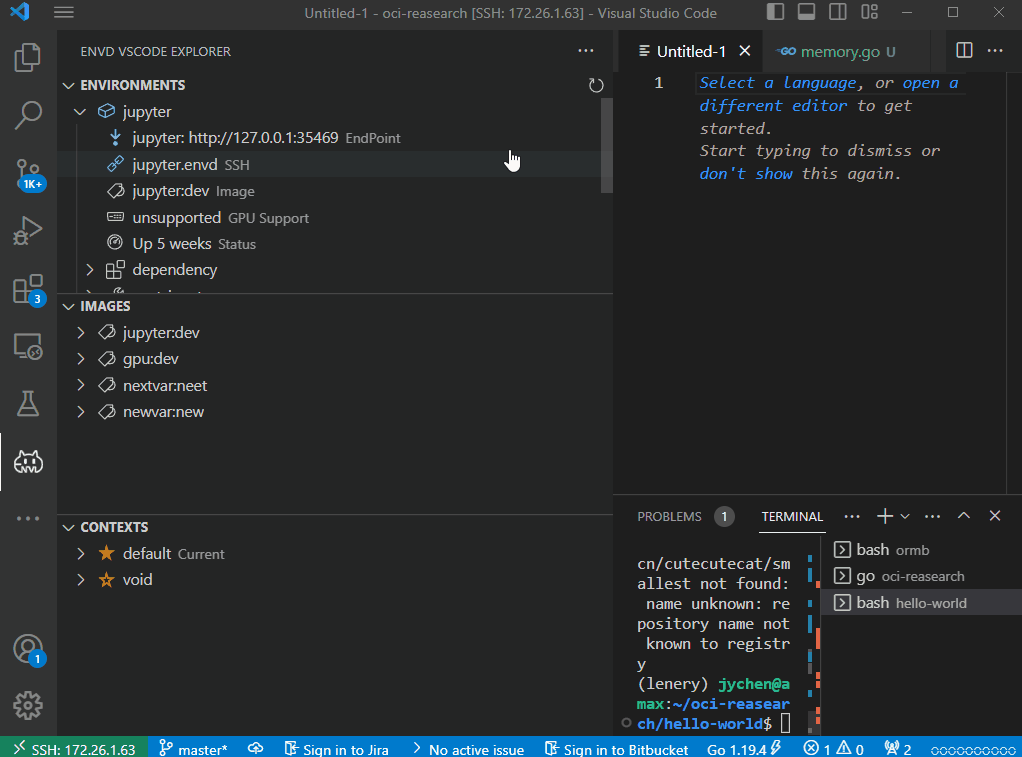 Untitled-1 - oci-reasearch [SSH: 172.26.1.63] - Visual Studio Code
ENVD VSCODE EXPLORER
ENVIRONMENTS
jupyter
jupyter: http://127.0.0.1:35469 EndPoint
jupyter.envd SSH
jupyter:dev Image
unsupported GPU Support
Up 5 weeks Status
dependency
IMAGES
jupyter:dev
gpu:dev
nextvar:neet
newvar:new
CONTEXTS
default Current
void
1K+
3
1
Untitled-1
GO memory.go U
1 Select a language, or open a
different editor to get
started.
Start typing to dismiss or
don't show this again.
PROBLEMS 1 TERMINAL
cn/cutecutecat/sm
allest not found:
name unknown: re
pository name not
known to registr
y
(lenery) jychen@a
max:~/oci-reasear
ch/hello-world$
bash ormb
go oci-reasearch
bash hello-world
SSH: 172.26.1.63 master* Sign in to Jira No active issue Sign in to Bitbucket Go 1.19.4 1 0 2